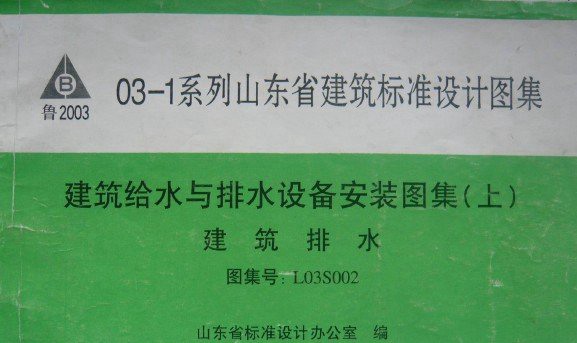 B
鲁2003
03-1系列山东省建筑标准设计图集
建筑给水与排水设备安装图集(上)
建筑排水
图集号:L03S002
山东省标准设计办公室 编